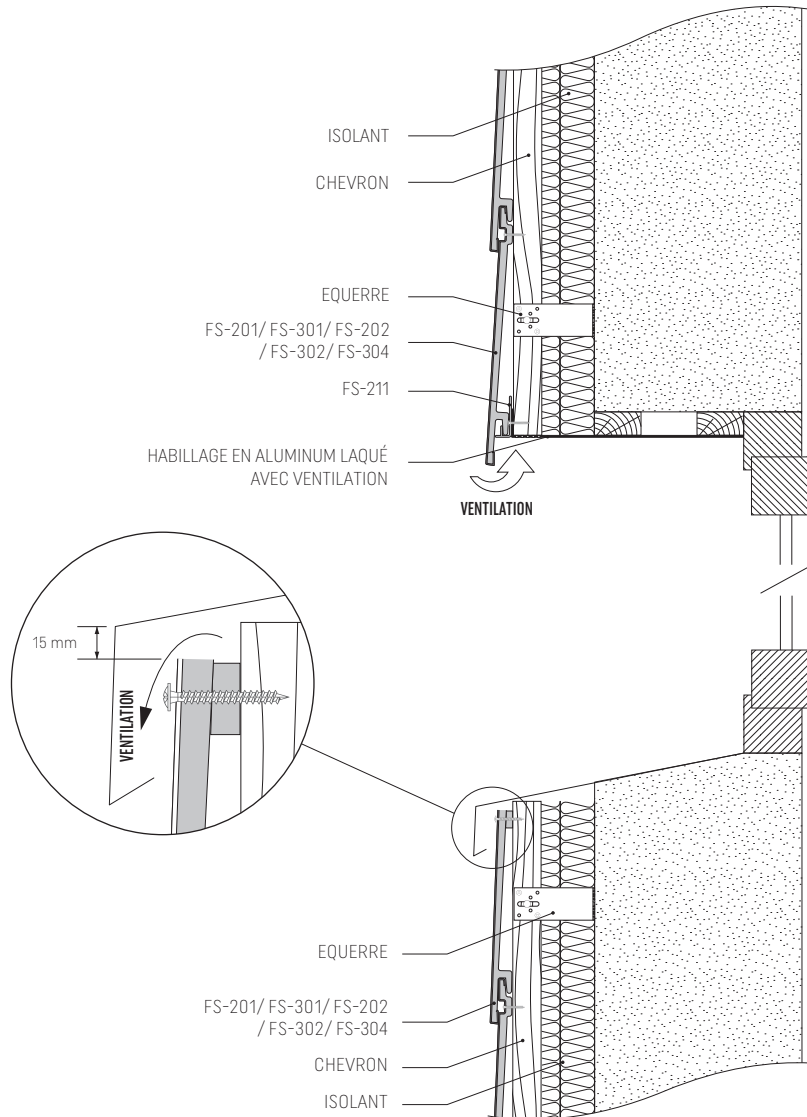 ISOLANT
CHEVRON
EQUERRE
FS-201/ FS-301/ FS-202
/ FS-302/ FS-304
FS-211
HABILLAGE EN ALUMINUM LAQUÉ
AVEC VENTILATION
VENTILATION
15 mm
VENTILATION
EQUERRE
FS-201/ FS-301/ FS-202
/ FS-302/ FS-304
CHEVRON
ISOLANT